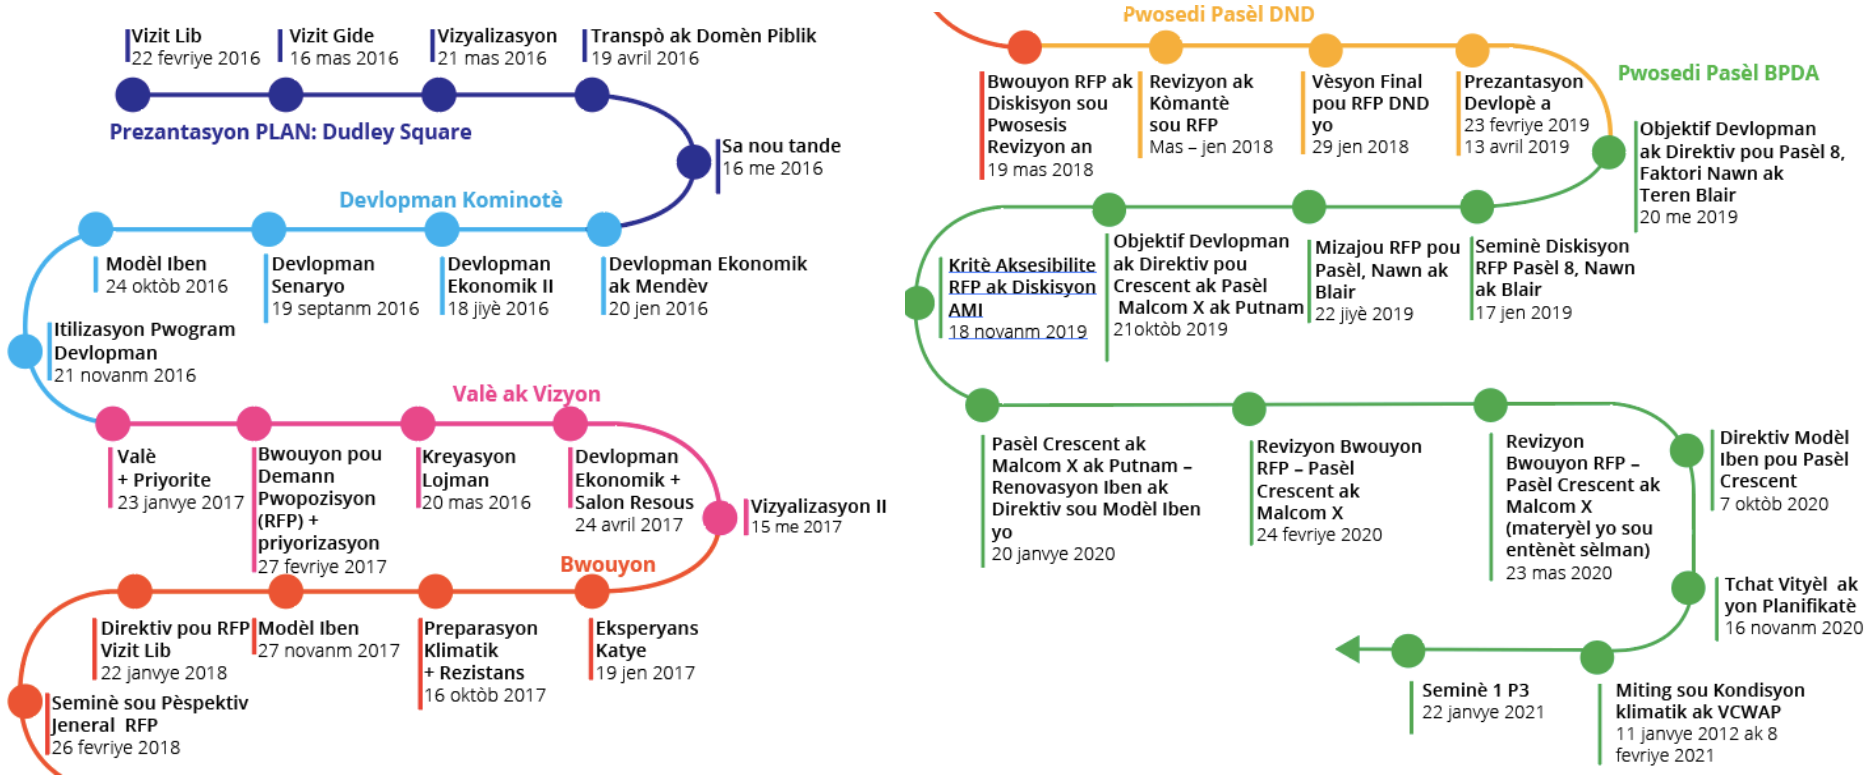 Vizit Lib
22 fevriye 2016
Vizit Gide
16 mas 2016
Vizyalizasyon
21 mas 2016
Transpò ak Domèn Piblik
19 avril 2016
Prezantasyon PLAN: Dudley Square
Sa nou tande
16 me 2016
Devlopman Kominotè
Devlopman Ekonomik
ak Mendèv
20 jen 2016
Devlopman
Ekonomik II
18 jiyè 2016
Devlopman
Senaryo
19 septanm 2016
Modèl Iben
24 oktòb 2016
Itilizasyon Pwogram
Devlopman
21 novanm 2016
Valè ak Vizyon
Valè
+ Priyorite
23 janvye 2017
Bwouyon pou
Demann
Pwopozisyon
(RFP) +
priyorizasyon
27 fevriye 2017
Kreyasyon
Lojman
20 mas 2016
Devlopman
Ekonomik +
Salon Resous
24 avril 2017
Vizyalizasyon II
15 me 2017
Bwouyon
Eksperyans
Katye
19 jen 2017
Preparasyon
Klimatik
+ Rezistans
16 oktòb 2017
Modèl Iben
27 novanm 2017
Direktiv pou RFP
Vizit Lib
22 janvye 2018
Seminè sou Pèspektiv
Jeneral RFP
26 fevriye 2018
Pwosedi Pasèl DND
Bwouyon RFP ak
Diskisyon sou
Pwosesis
Revizyon an
19 mas 2018
Revizyon ak
Kòmantè
sou RFP
Mas – jen 2018
Vèsyon Final
pou RFP DND
yo
29 jen 2018
Prezantasyon
Devlopè a
23 fevriye 2019
13 avril 2019
Pwosedi Pasèl BPDA
Objektif Devlopman
ak Direktiv pou Pasèl 8,
Faktori Nawn ak
Teren Blair
20 me 2019
Seminè Diskisyon
RFP Pasèl 8, Nawn
ak Blair
17 jen 2019
Mizajou RFP pou
Pasèl, Nawn ak
Blair
22 jiyè 2019
Objektif Devlopman
ak Direktiv pou
Crescent ak Pasèl
Malcom X ak Putnam
21oktòb 2019
Kritè Aksesibilite
RFP ak Diskisyon
AMI
18 novanm 2019
Pasèl Crescent ak
Malcom X ak Putnam –
Renovasyon Iben ak
Direktiv sou Modèl Iben
yo
20 janvye 2020
Revizyon Bwouyon
RFP – Pasèl
Crescent ak
Malcom X
24 fevriye 2020
Revizyon
Bwouyon RFP –
Pasèl Crescent ak
Malcom X
(materyèl yo sou
entènèt sèlman)
23 mas 2020
Direktiv Modèl
Iben pou Pasèl
Crescent
7 oktòb 2020
Tchat Vityèl ak
yon Planifikatè
16 novanm 2020
Miting sou Kondisyon
klimatik ak VCWAP
11 janvye 2012 ak 8
fevriye 2021
Seminè 1 P3
22 janvye 2021